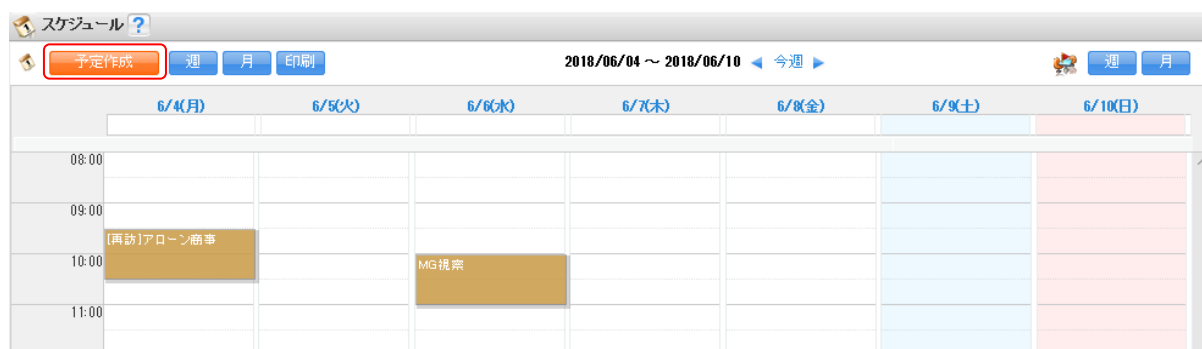 スケジュール ?
予定作成 週 月 印刷 2018/06/04 ～ 2018/06/10 今週 週 月
6/4(月) 6/5(火) 6/6(水) 6/7(木) 6/8(金) 6/9(土) 6/10(日)
08:00
09:00
[再訪]アローン商事
10:00
MG視察
11:00